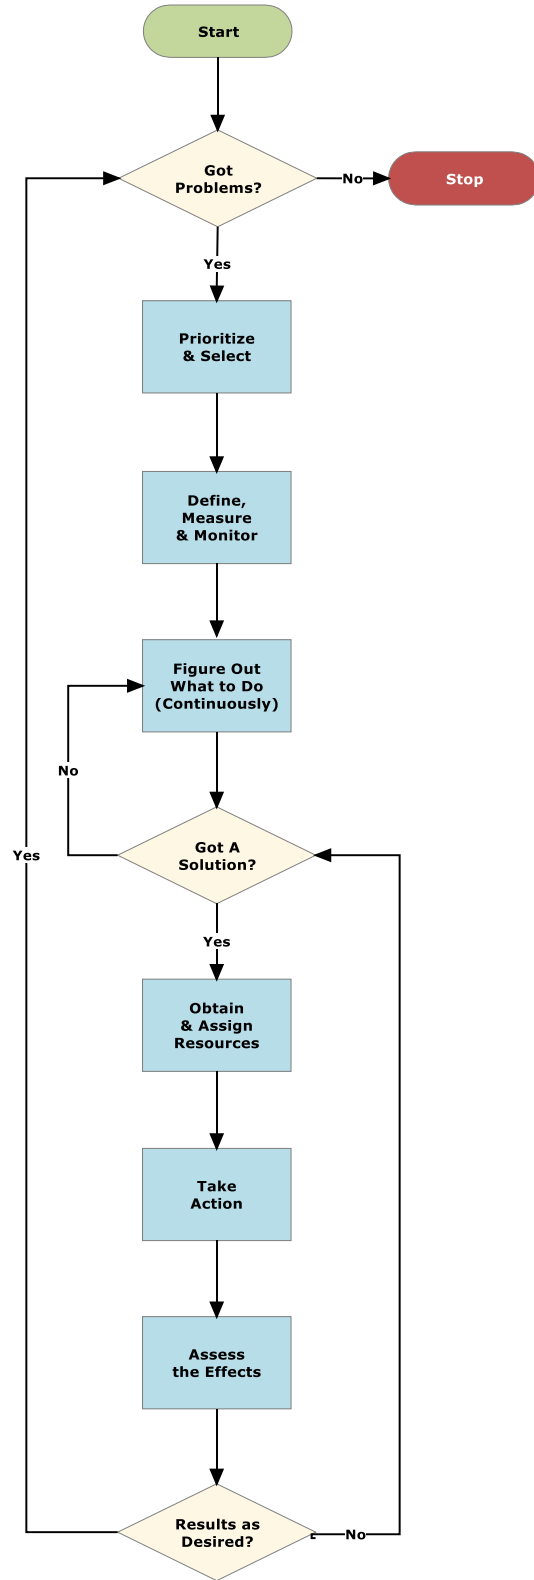 Start
Got
Problems?
No
Stop
Yes
Prioritize
& Select
Define,
Measure
& Monitor
Figure Out
What to Do
(Continuously)
No
Got A
Solution?
Yes
Yes
Obtain
& Assign
Resources
Take
Action
Assess
the Effects
Results as
Desired?
No